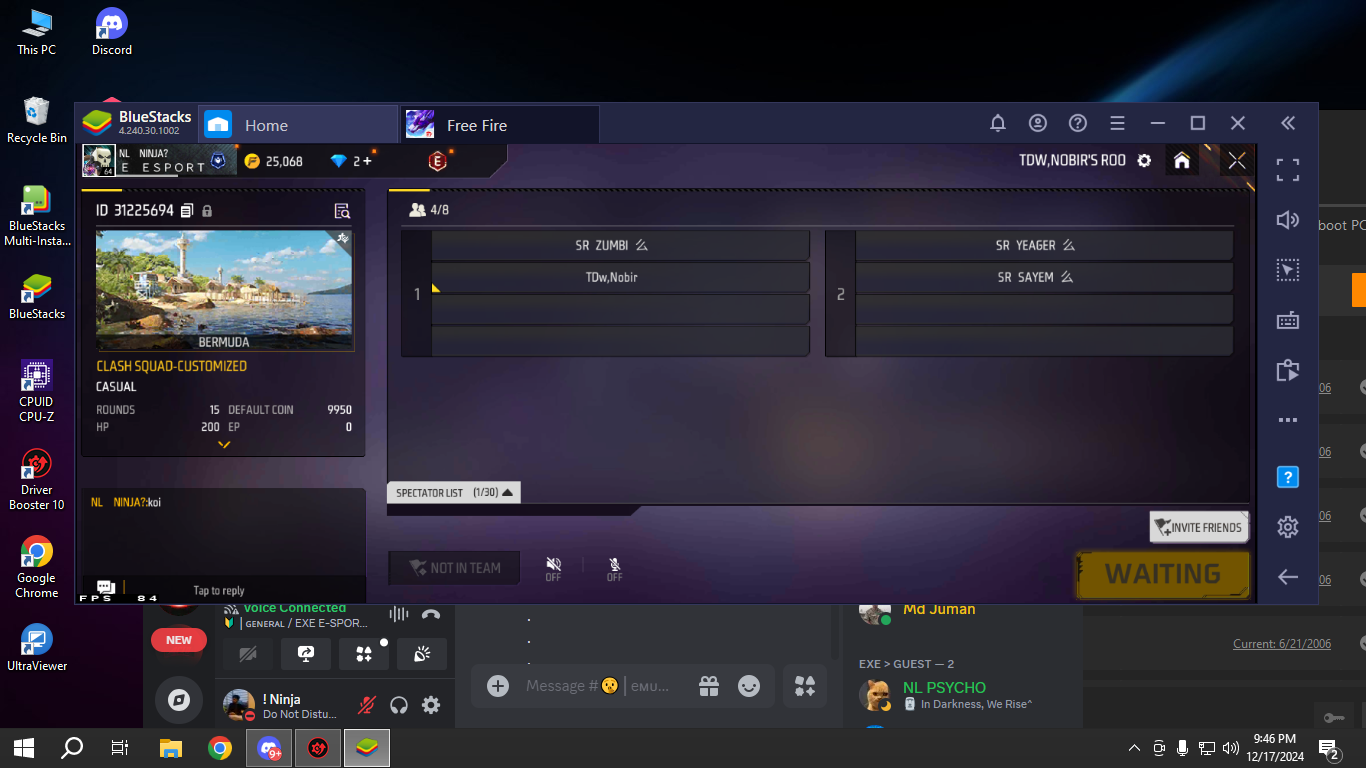 This PC
Discord
Recycle Bin
BlueStacks
Multi-Insta...
BlueStacks
CPUID
CPU-Z
Driver
Booster 10
Google
Chrome
UltraViewer
BlueStacks
4.240.30.1002
Home
Free Fire
NL NINJA?
E ESPORT
64
25,068
2 +
E
TDW,NOBIR'S ROO
ID 31225694
4/8
BERMUDA
CLASH SQUAD-CUSTOMIZED
CASUAL
ROUNDS 15 DEFAULT COIN 9950
HP 200 EP 0
1
SR ZUMBI
TDw,Nobir
2
SR YEAGER
SR SAYEM
SPECTATOR LIST (1/30)
NL NINJA?:koi
Tap to reply
FPS 84
NOT IN TEAM
OFF
OFF
INVITE FRIENDS
WAITING
boot PC
06
06
06
06
Current: 6/21/2006
Voice Connected
GENERAL / EXE E-SPOR...
NEW
! Ninja
Do Not Distu...
Message # | EMU...
Md Juman
EXE > GUEST — 2
NL PSYCHO
In Darkness, We Rise^
9+
9:46 PM
12/17/2024
2